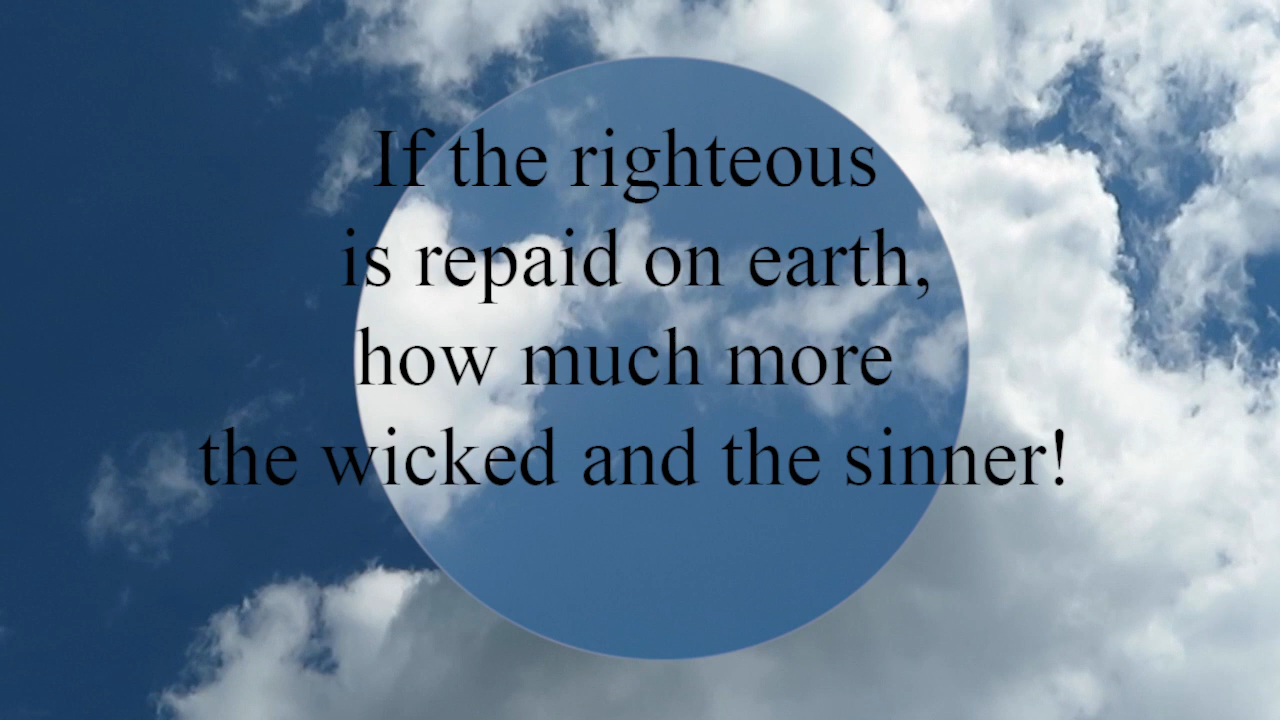 If the righteous
is repaid on earth,
how much more
the wicked and the sinner!